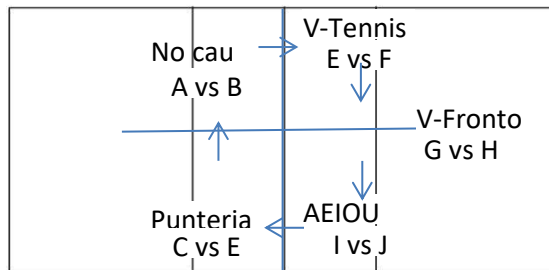 No cau
A vs B
V-Tennis
E vs F
V-Fronto
G vs H
Punteria
C vs E
AEIOU
I vs J